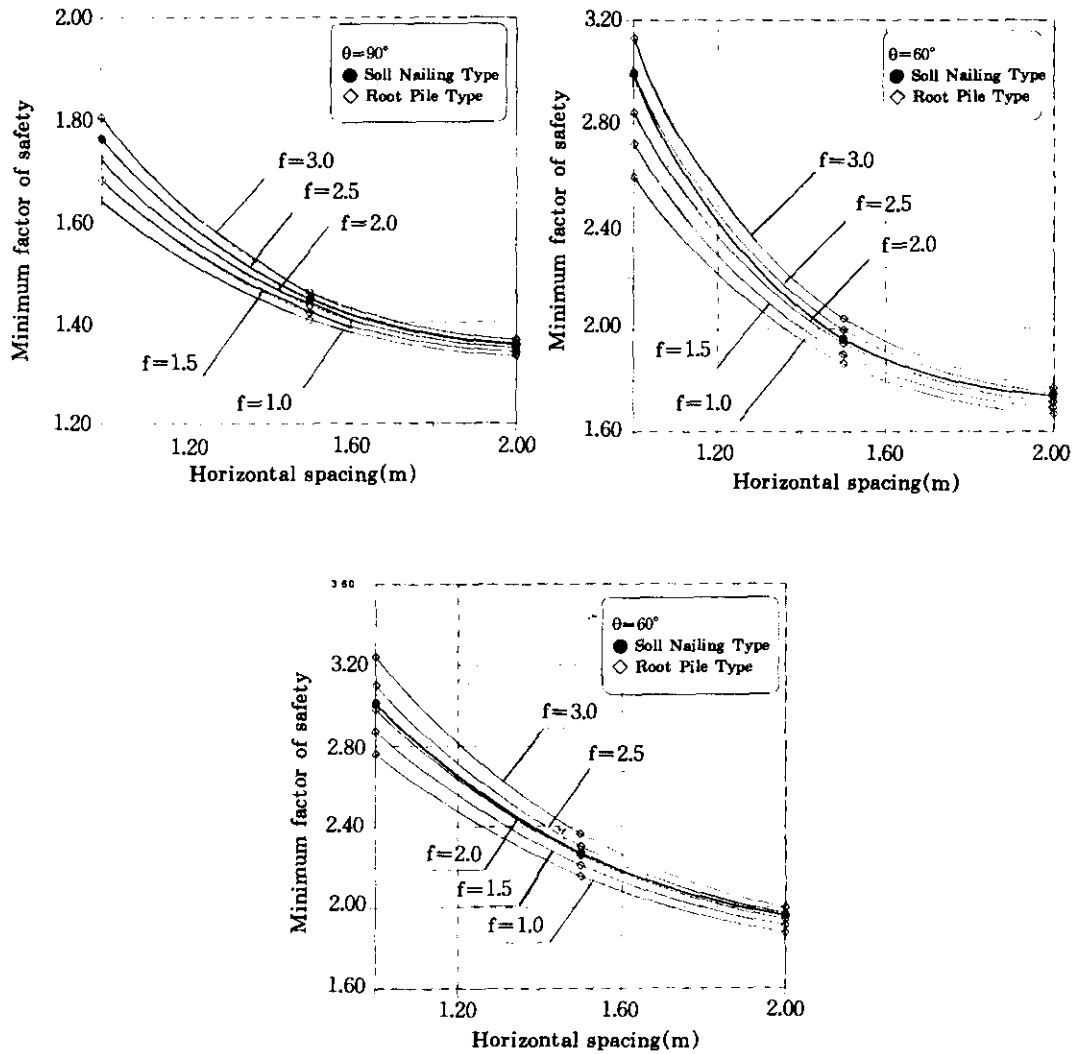 2.00
1.80
1.60
1.40
1.20
Minimum factor of safety
θ=90°
● Soll Nailing Type
◇ Root Pile Type
f=3.0
f=2.5
f=2.0
f=1.5
f=1.0
1.20
1.60
2.00
Horizontal spacing(m)
3.20
2.80
2.40
2.00
1.60
Minimum factor of safety
θ=60°
● Soll Nailing Type
◇ Root Pile Type
f=3.0
f=2.5
f=2.0
f=1.5
f=1.0
1.20
1.60
2.00
Horizontal spacing(m)
3 60
3.20
2.80
2.40
2.00
1.60
Minimum factor of safety
θ=60°
● Soll Nailing Type
◇ Root Pile Type
f=3.0
f=2.5
f=2.0
f=1.5
f=1.0
1.20
1.60
2.00
Horizontal spacing(m)